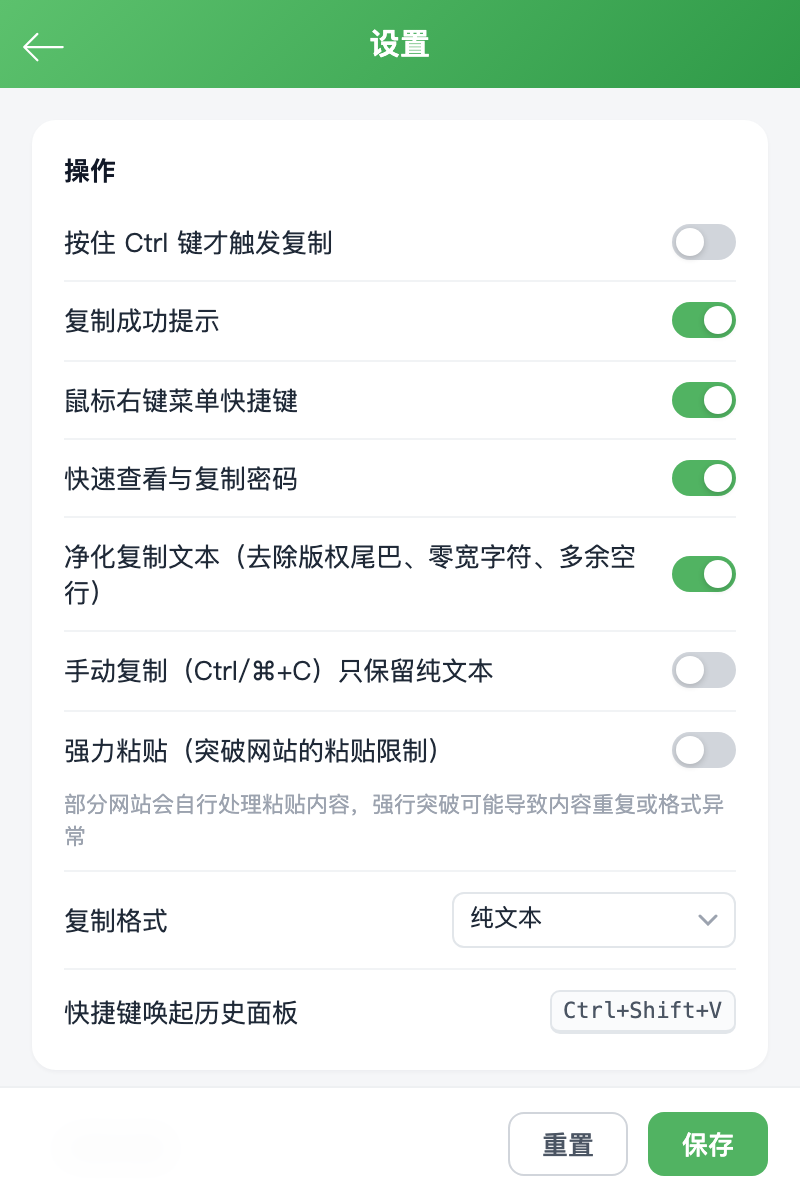 设置
操作
按住 Ctrl 键才触发复制
复制成功提示
鼠标右键菜单快捷键
快速查看与复制密码
净化复制文本（去除版权尾巴、零宽字符、多余空
行）
手动复制（Ctrl/⌘+C）只保留纯文本
强力粘贴（突破网站的粘贴限制）
部分网站会自行处理粘贴内容，强行突破可能导致内容重复或格式异
常
复制格式
纯文本
快捷键唤起历史面板
Ctrl+Shift+V
重置
保存